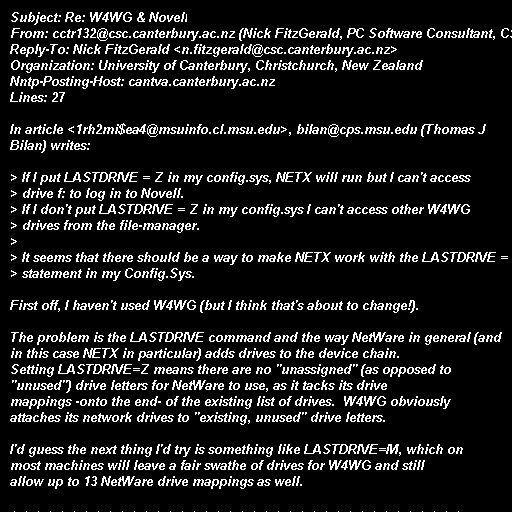 Subject: Re: W4WG & Novell
From: cctr132@csc.canterbury.ac.nz (Nick FitzGerald, PC Software Consultant, CS
Reply-To: Nick FitzGerald <n.fitzgerald@csc.canterbury.ac.nz>
Organization: University of Canterbury, Christchurch, New Zealand
Nntp-Posting-Host: cantva.canterbury.ac.nz
Lines: 27

In article <1rh2mi$ea4@msuinfo.cl.msu.edu>, bilan@cps.msu.edu (Thomas J
Bilan) writes:

> If I put LASTDRIVE = Z in my config.sys, NETX will run but I can't access
> drive f: to log in to Novell.
> If I don't put LASTDRIVE = Z in my config.sys I can't access other W4WG
> drives from the file-manager.
>
> It seems that there should be a way to make NETX work with the LASTDRIVE =
> statement in my Config.Sys.

First off, I haven't used W4WG (but I think that's about to change!).

The problem is the LASTDRIVE command and the way NetWare in general (and
in this case NETX in particular) adds drives to the device chain.
Setting LASTDRIVE=Z means there are no "unassigned" (as opposed to
"unused") drive letters for NetWare to use, as it tacks its drive
mappings -onto the end- of the existing list of drives.  W4WG obviously
attaches its network drives to "existing, unused" drive letters.

I'd guess the next thing I'd try is something like LASTDRIVE=M, which on
most machines will leave a fair swathe of drives for W4WG and still
allow up to 13 NetWare drive mappings as well.